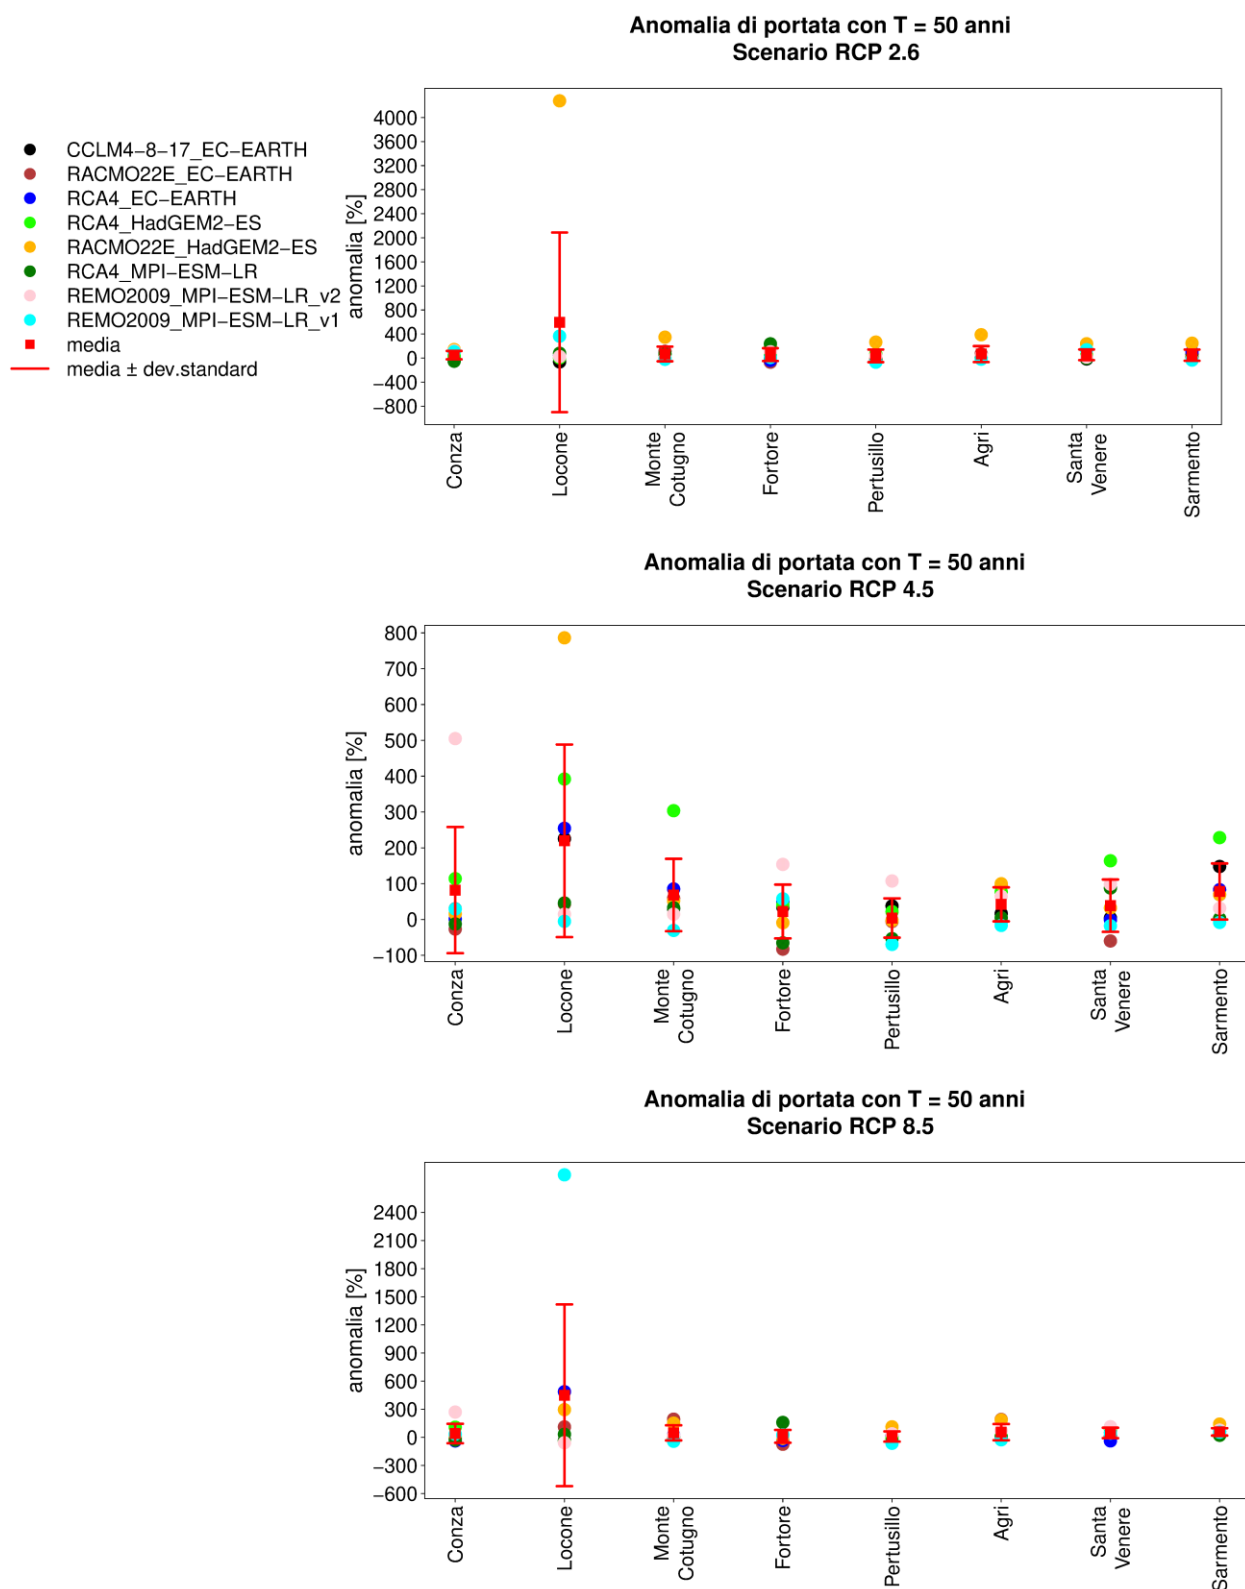 Anomalia di portata con T = 50 anni
Scenario RCP 2.6
CCLM4−8−17_EC−EARTH
RACMO22E_EC−EARTH
RCA4_EC−EARTH
RCA4_HadGEM2−ES
RACMO22E_HadGEM2−ES
RCA4_MPI−ESM−LR
REMO2009_MPI−ESM−LR_v2
REMO2009_MPI−ESM−LR_v1
media
media ± dev.standard
anomalia [%]
4000
3600
3200
2800
2400
2000
1600
1200
800
400
0
−400
−800
Conza
Locone
Monte
Cotugno
Fortore
Pertusillo
Agri
Santa
Venere
Sarmento
Anomalia di portata con T = 50 anni
Scenario RCP 4.5
anomalia [%]
800
700
600
500
400
300
200
100
0
−100
Conza
Locone
Monte
Cotugno
Fortore
Pertusillo
Agri
Santa
Venere
Sarmento
Anomalia di portata con T = 50 anni
Scenario RCP 8.5
anomalia [%]
2400
2100
1800
1500
1200
900
600
300
0
−300
−600
Conza
Locone
Monte
Cotugno
Fortore
Pertusillo
Agri
Santa
Venere
Sarmento